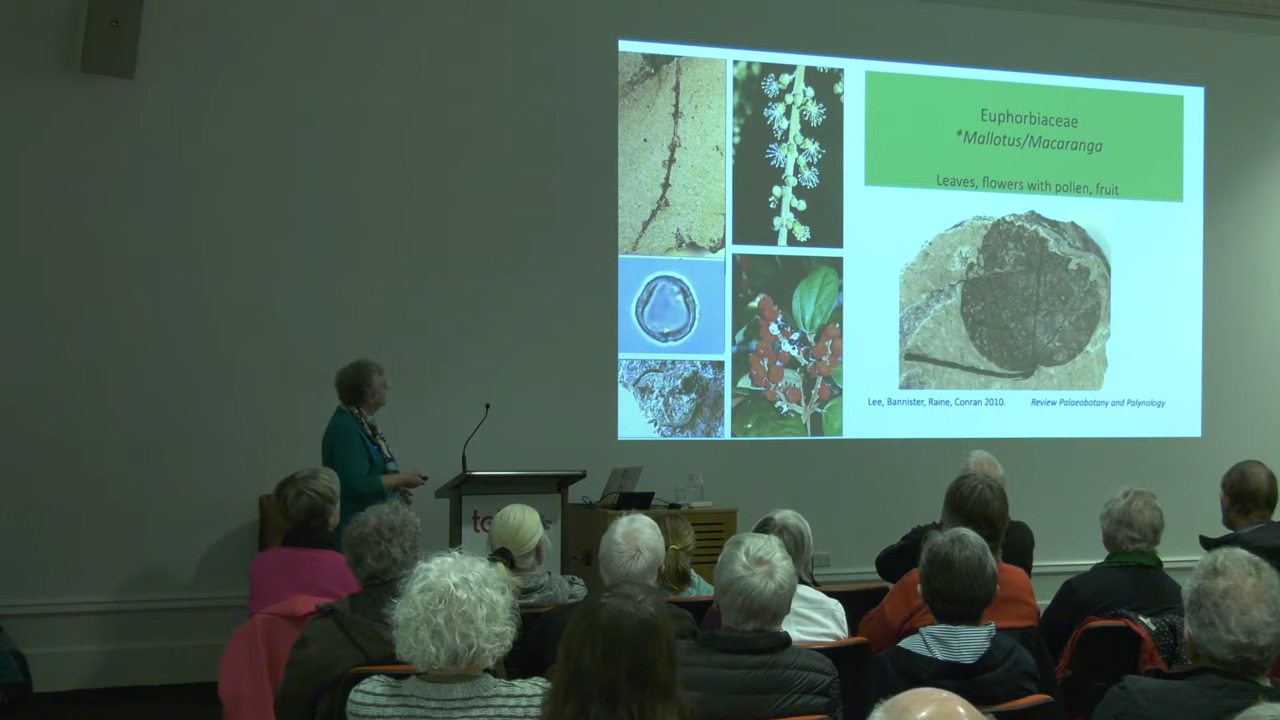 Euphorbiaceae
*Mallotus/Macaranga
Leaves, flowers with pollen, fruit
Lee, Bannister, Raine, Conran 2010. Review Palaeobotany and Palynology